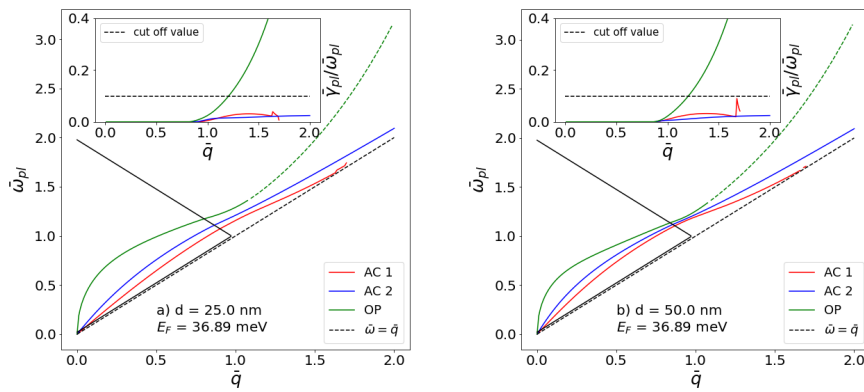 0.4
0.2
0.0
cut off value
0.0 0.5 1.0 1.5 2.0
q̄
γ̄pl/ω̄pl
3.0
2.5
2.0
1.5
1.0
0.5
0.0
ω̄pl
AC 1
AC 2
OP
ω̄ = q̄
a) d = 25.0 nm
EF = 36.89 meV
0.0 0.5 1.0 1.5 2.0
q̄
0.4
0.2
0.0
cut off value
0.0 0.5 1.0 1.5 2.0
q̄
γ̄pl/ω̄pl
3.0
2.5
2.0
1.5
1.0
0.5
0.0
ω̄pl
AC 1
AC 2
OP
ω̄ = q̄
b) d = 50.0 nm
EF = 36.89 meV
0.0 0.5 1.0 1.5 2.0
q̄